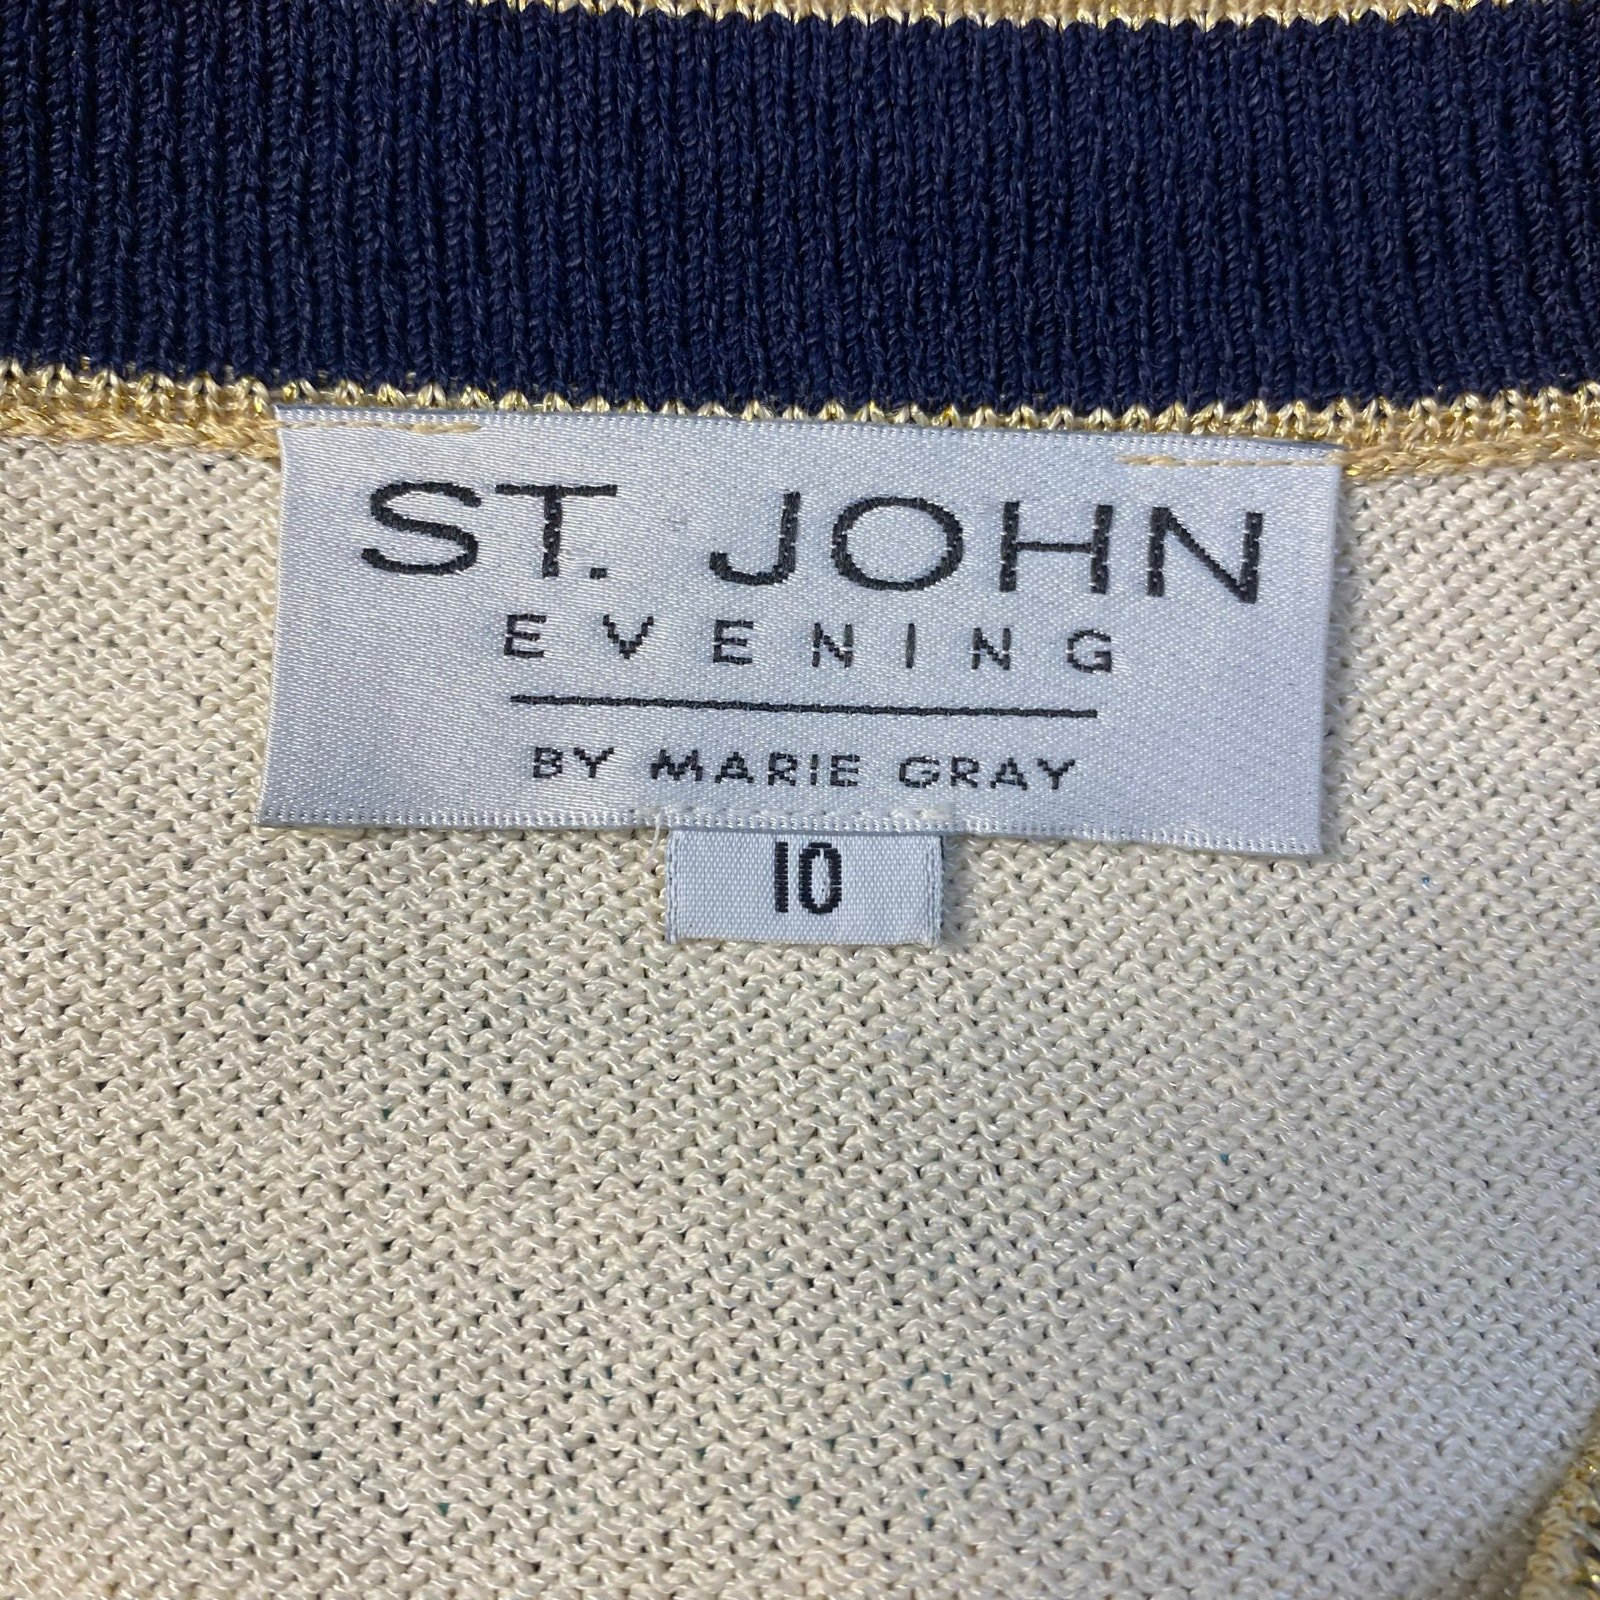 ST. JOHN
EVENING
BY MARIE GRAY
10